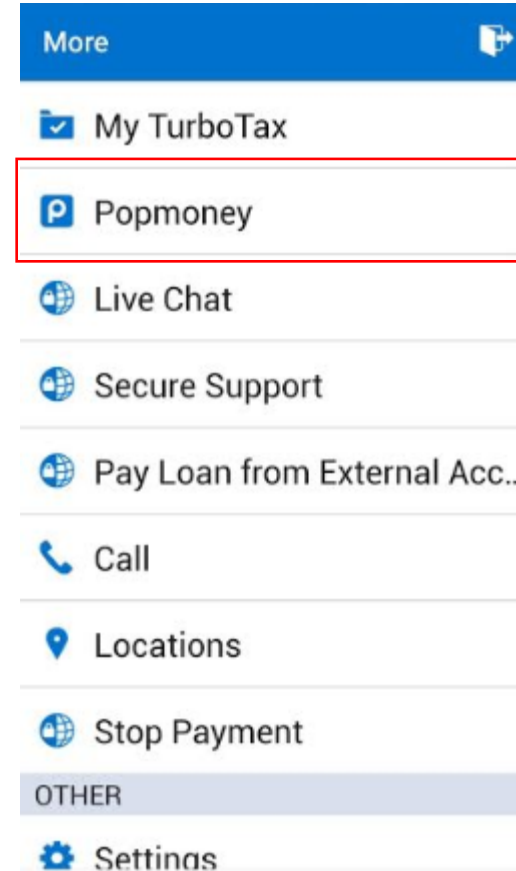 More
My TurboTax
Popmoney
Live Chat
Secure Support
Pay Loan from External Acc..
Call
Locations
Stop Payment
OTHER
Settings